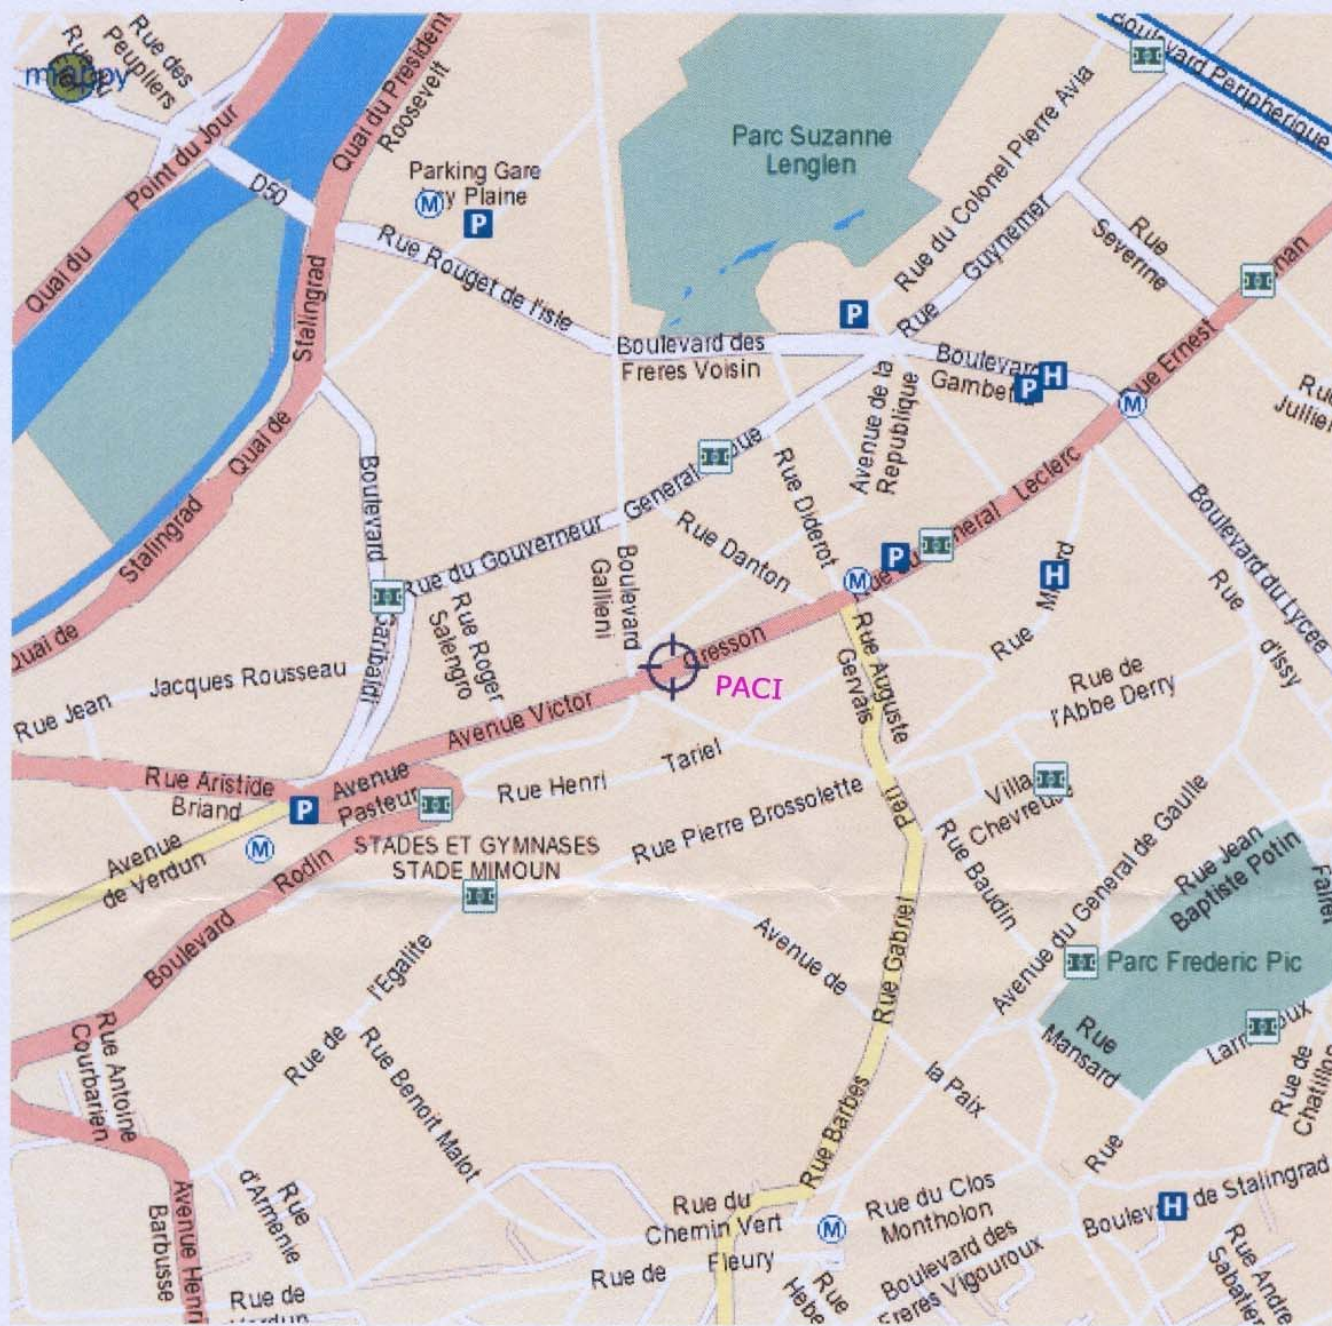 Rue des
Peupliers
Rue
mappy
Point du Jour
Quai du
D50
Quai du President
Roosevelt
Parking Gare
Plaine
M
P
Rue Rouget de l'isle
Stalingrad
Quai de
Stalingrad
Quai de
Parc Suzanne
Lenglen
Boulevard Peripherique
Rue du Colonel Pierre Avia
Rue
Guynemer
Rue
Severine
P
Boulevard des
Freres Voisin
Boulevard
P
H
M
Rue Ernest
Rue
Avenue de la
Republique
General
Rue du Gouverneur
Boulevard
Garibaldi
Boulevard
Gallieni
Rue Danton
Rue Diderot
Leclerc
P
M
H
Rue
Boulevard du Lycee
Rue
d'Issy
Rue Roger
Salengro
Rue Jean
Jacques Rousseau
Avenue Victor
Cresson
PACI
Rue Auguste
Gervais
Rue de
l'Abbe Derry
Rue Aristide
Briand
P
Avenue
Pasteur
Rue Henri
Tariel
Avenue
de Verdun
M
STADES ET GYMNASES
STADE MIMOUN
Rue Pierre Brossolette
Peri
Villa
Chevreuse
Rue Baudin
Avenue du General de Gaulle
Rue Jean
Baptiste Potin
Parc Frederic Pic
Boulevard
Rodin
Avenue de
la Paix
Rue Gabriel
Rue
Mansard
Rue de
Rue de
l'Egalite
Rue Antoine
Courbarien
Rue Benoit Malot
Rue Barbes
Rue
Rue
d'Armenie
Avenue Henri
Barbusse
Rue du
Chemin Vert
Rue de
Fleury
M
Rue du Clos
Montholon
Boulevard des
Freres Vigouroux
H
de Stalingrad
Rue Andre
Sabatier
Rue
Rue de